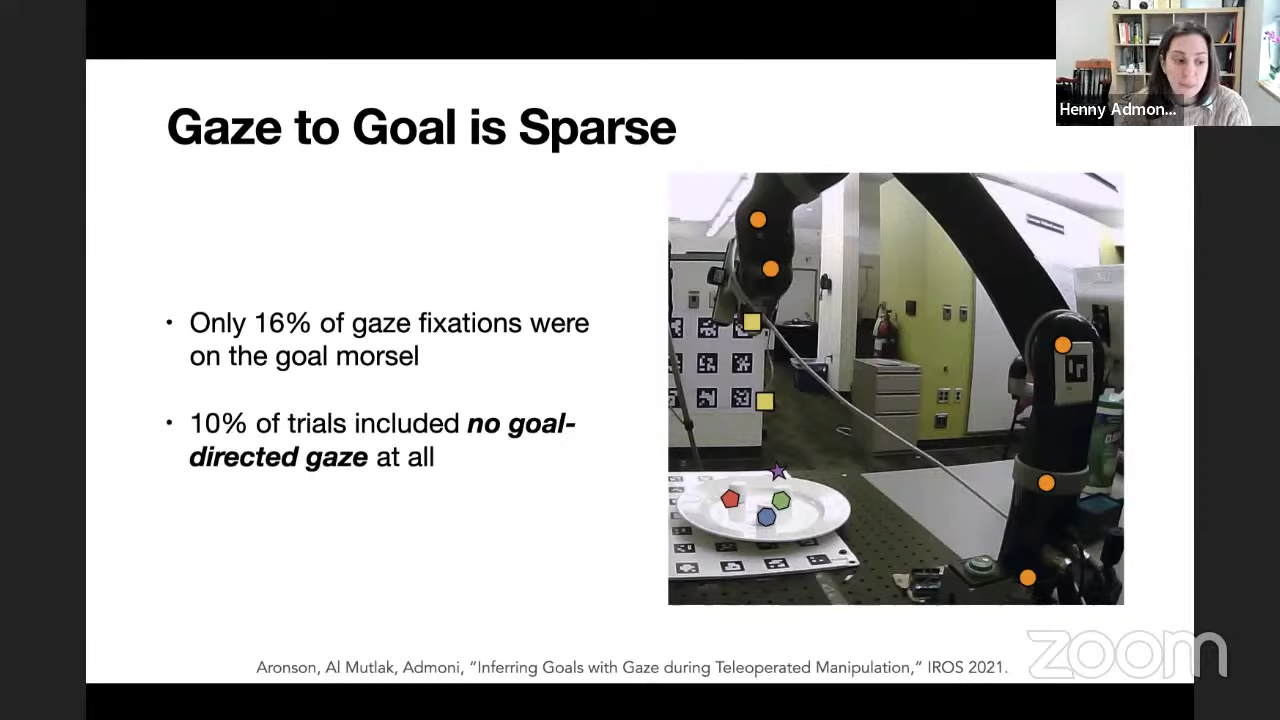 Gaze to Goal is Sparse
Henny Admon...
• Only 16% of gaze fixations were
on the goal morsel
• 10% of trials included no goal-
directed gaze at all
Aronson, Al Mutlak, Admoni, “Inferring Goals with Gaze during Teleoperated Manipulation,” IROS 2021.
zoom